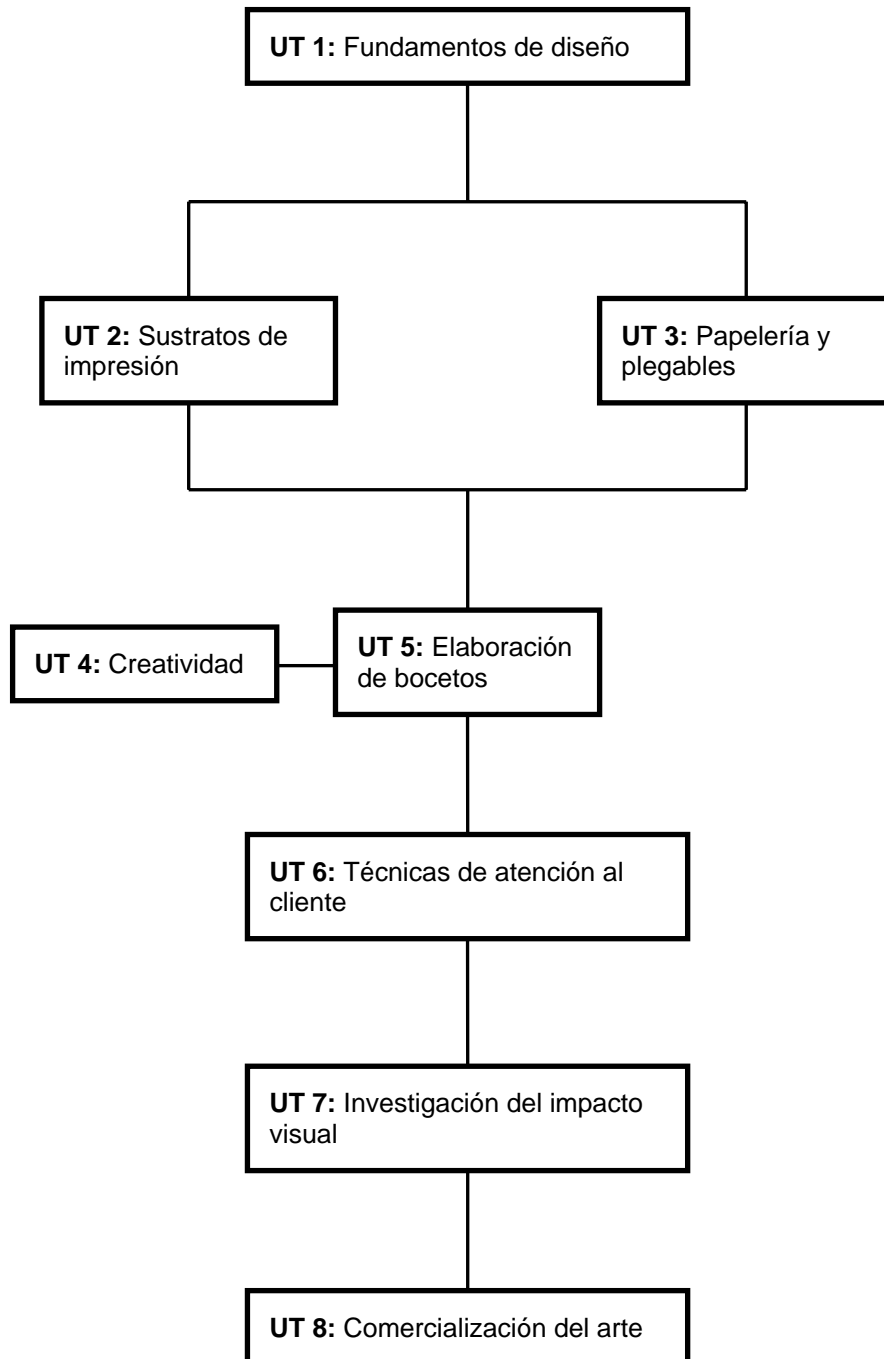 UT 1: Fundamentos de diseño
UT 2: Sustratos de
impresión
UT 3: Papelería y
plegables
UT 4: Creatividad
UT 5: Elaboración
de bocetos
UT 6: Técnicas de atención al
cliente
UT 7: Investigación del impacto
visual
UT 8: Comercialización del arte